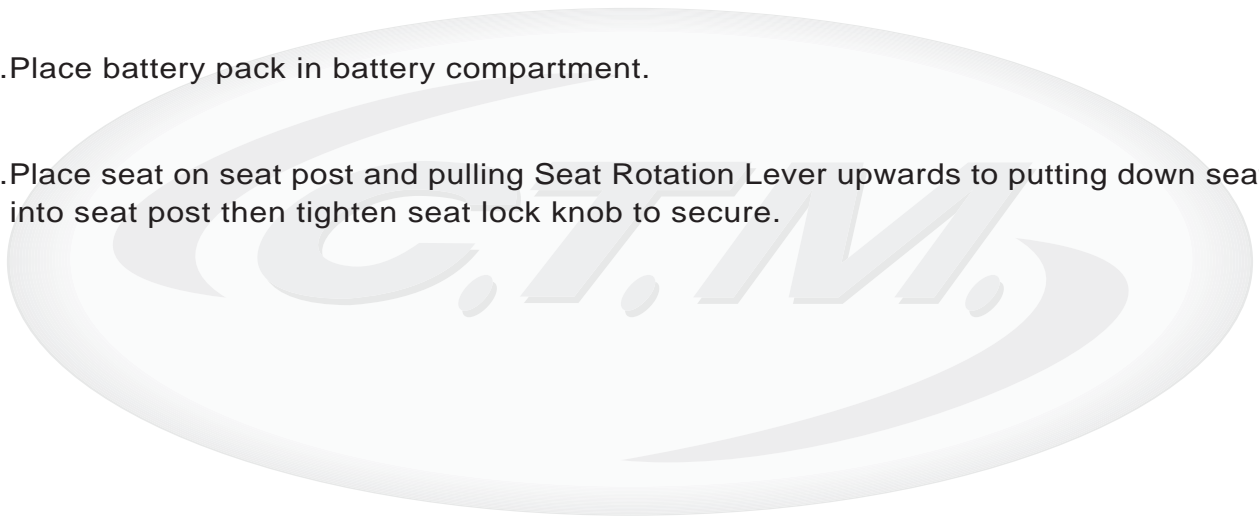 .Place battery pack in battery compartment.
.Place seat on seat post and pulling Seat Rotation Lever upwards to putting down sea
into seat post then tighten seat lock knob to secure.
C.T.M.